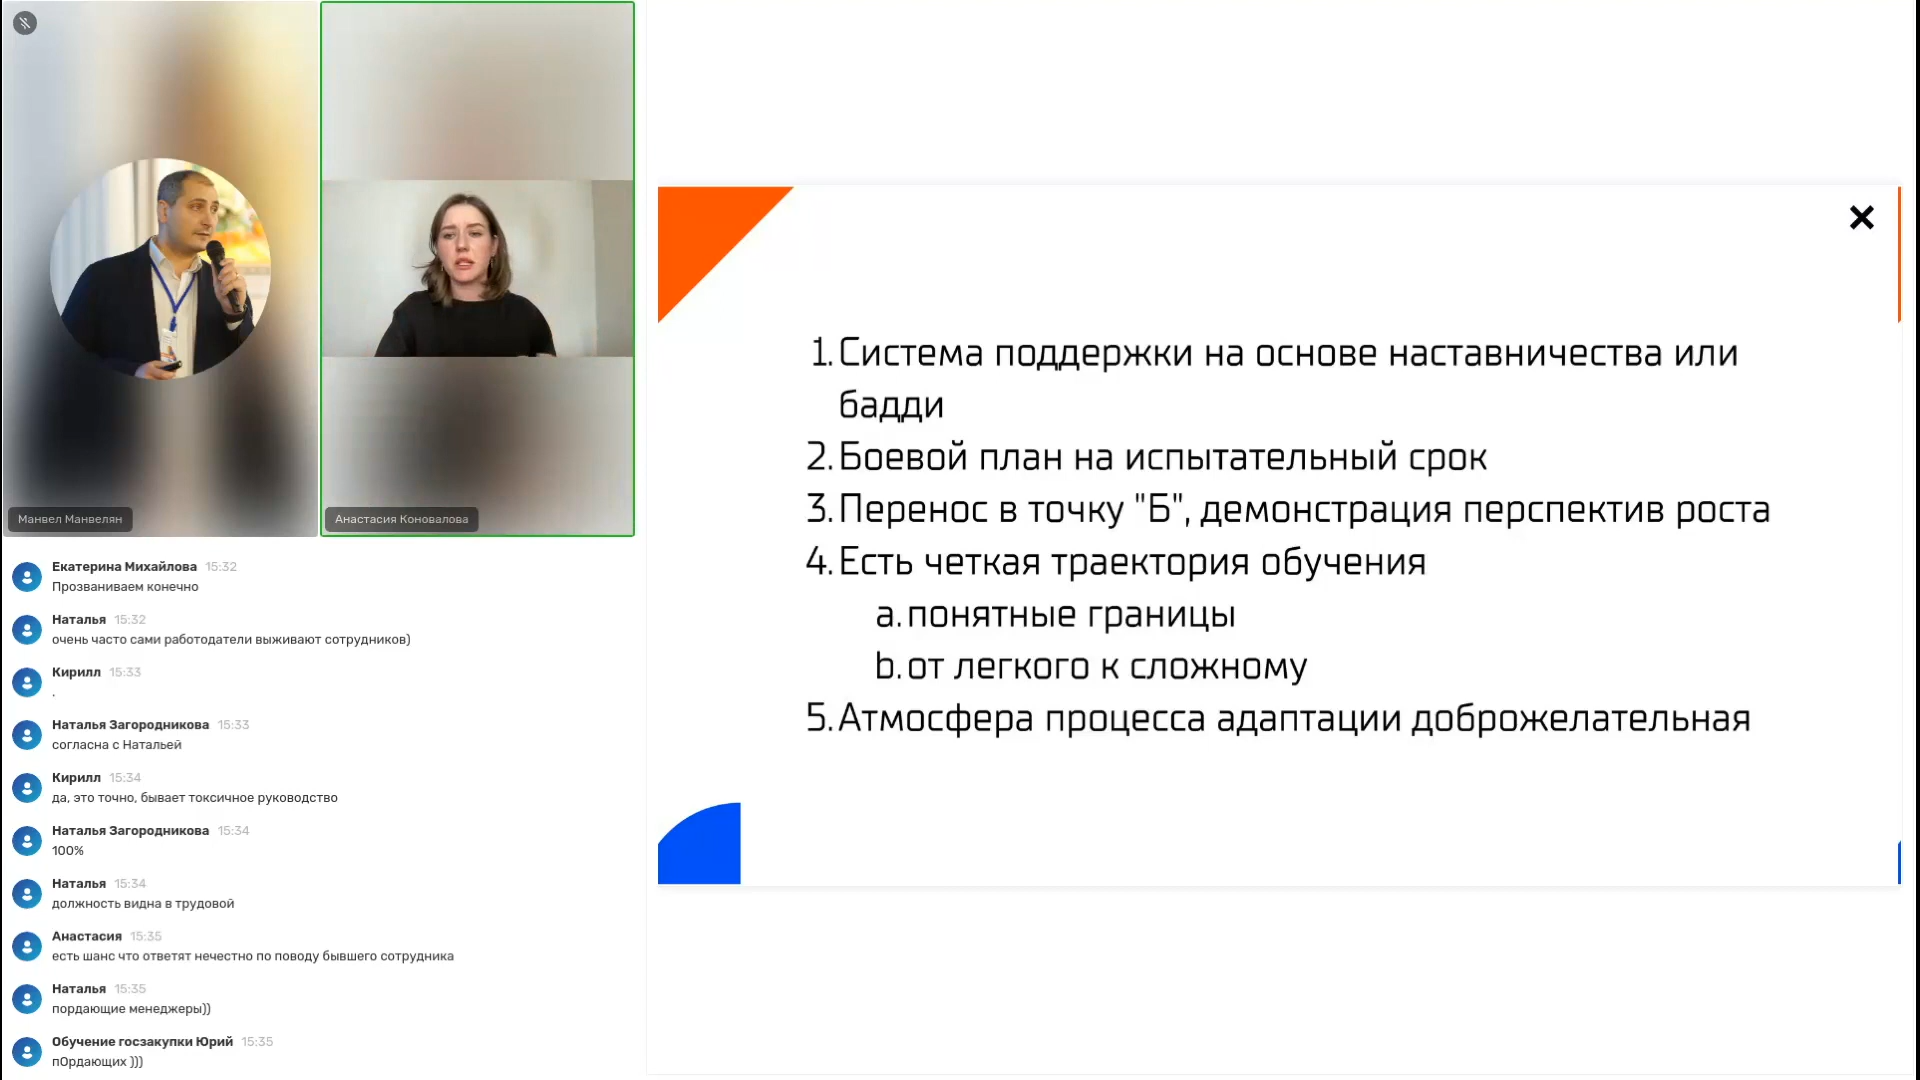 Манвел Манвелян
Анастасия Коновалова
Екатерина Михайлова 15:32
Прозваниваем конечно
Наталья 15:32
очень часто сами работодатели выживают сотрудников)
Кирилл 15:33
.
Наталья Загородникова 15:33
согласна с Натальей
Кирилл 15:34
да, это точно, бывает токсичное руководство
Наталья Загородникова 15:34
100%
Наталья 15:34
должность видна в трудовой
Анастасия 15:35
есть шанс что ответят нечестно по поводу бывшего сотрудника
Наталья 15:35
пордающие менеджеры))
Обучение госзакупки Юрий 15:35
пОрдающих )))
1. Система поддержки на основе наставничества или
бадди
2. Боевой план на испытательный срок
3. Перенос в точку "Б", демонстрация перспектив роста
4. Есть четкая траектория обучения
a. понятные границы
b. от легкого к сложному
5. Атмосфера процесса адаптации доброжелательная